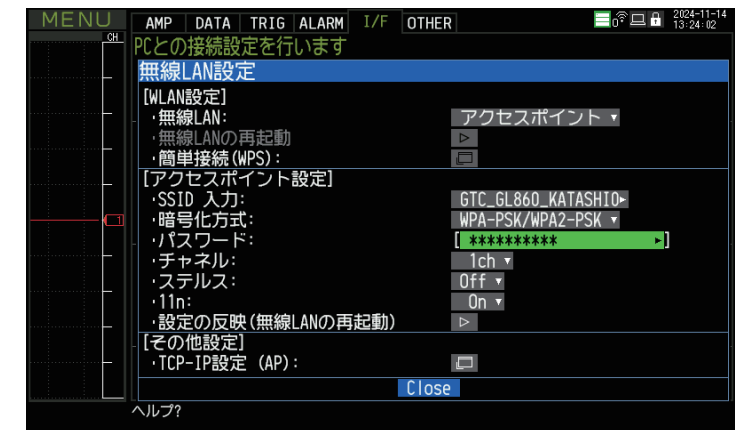 MENU AMP DATA TRIG ALARM I/F OTHER 2024-11-14
13:24:02
CH
PCとの接続設定を行います
無線LAN設定
[WLAN設定]
・無線LAN: アクセスポイント ▼
・無線LANの再起動 ▷
・簡単接続(WPS):
[アクセスポイント設定]
・SSID 入力: GTC_GL860_KATASHIO▸
・暗号化方式: WPA-PSK/WPA2-PSK ▼
・パスワード: [ ********** ▸]
・チャネル: 1ch ▼
・ステルス: Off ▼
・11n: On ▼
・設定の反映(無線LANの再起動) ▷
[その他設定]
・TCP-IP設定 (AP):
Close
ヘルプ?
1